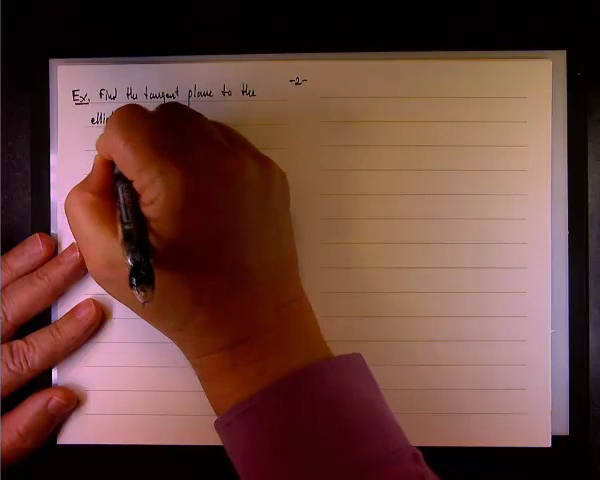 -2-
Ex. Find the tangent plane to the